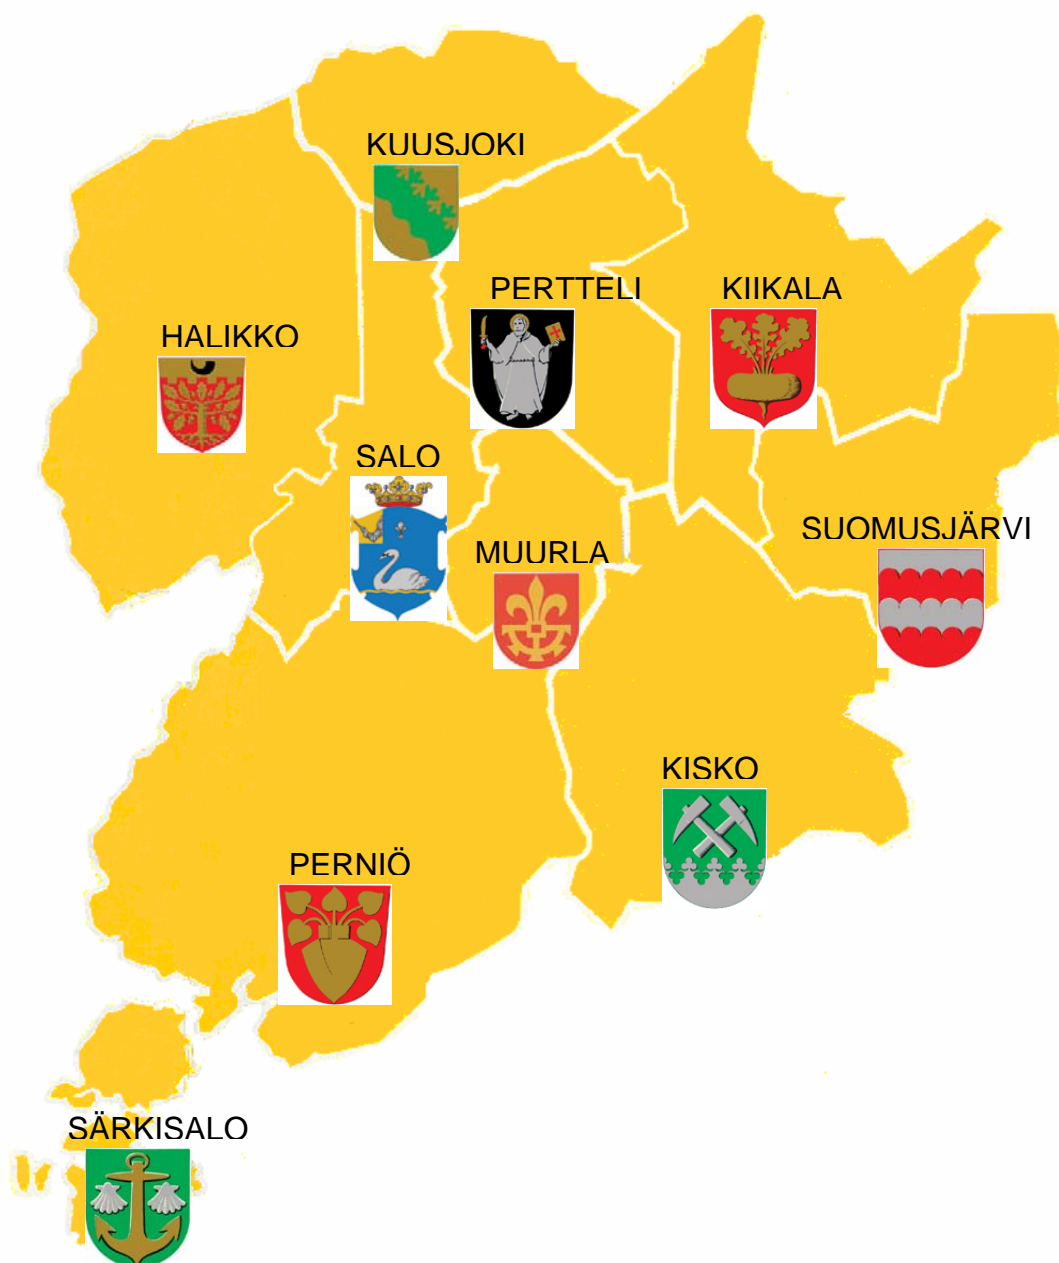 KUUSJOKI
PERTTELI
KIIKALA
HALIKKO
SALO
SUOMUSJÄRVI
MUURLA
KISKO
PERNIÖ
SÄRKISALO